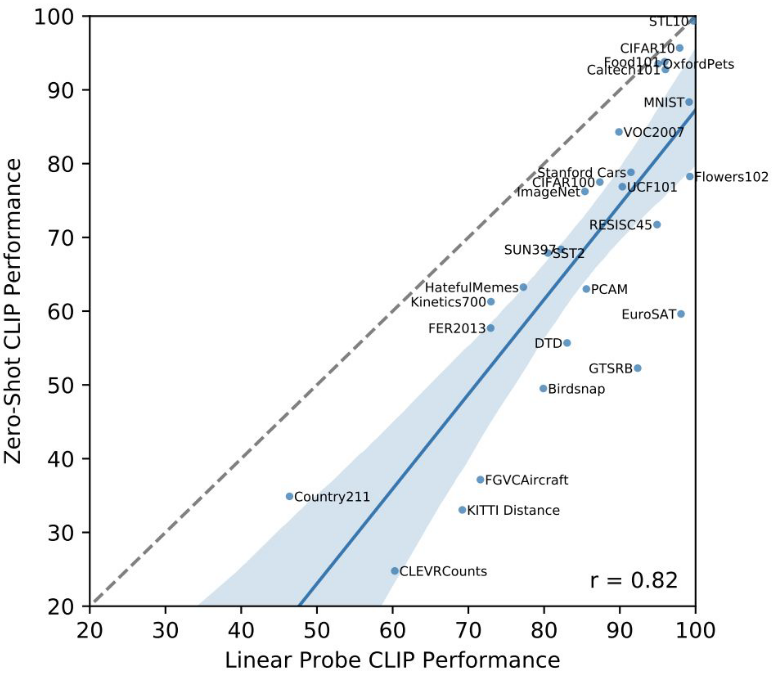 100
90
80
70
60
50
40
30
20
Zero-Shot CLIP Performance
STL10
CIFAR10
Food101
OxfordPets
Caltech101
MNIST
VOC2007
Stanford Cars
Flowers102
CIFAR100
UCF101
ImageNet
RESISC45
SUN397
SST2
HatefulMemes
PCAM
Kinetics700
EuroSAT
FER2013
DTD
GTSRB
Birdsnap
FGVCAircraft
Country211
KITTI Distance
CLEVRCounts
r = 0.82
20 30 40 50 60 70 80 90 100
Linear Probe CLIP Performance